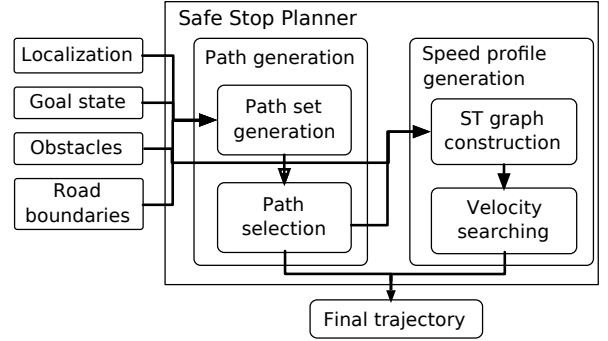 Safe Stop Planner
Localization
Goal state
Obstacles
Road
boundaries
Path generation
Path set
generation
Path
selection
Speed profile
generation
ST graph
construction
Velocity
searching
Final trajectory